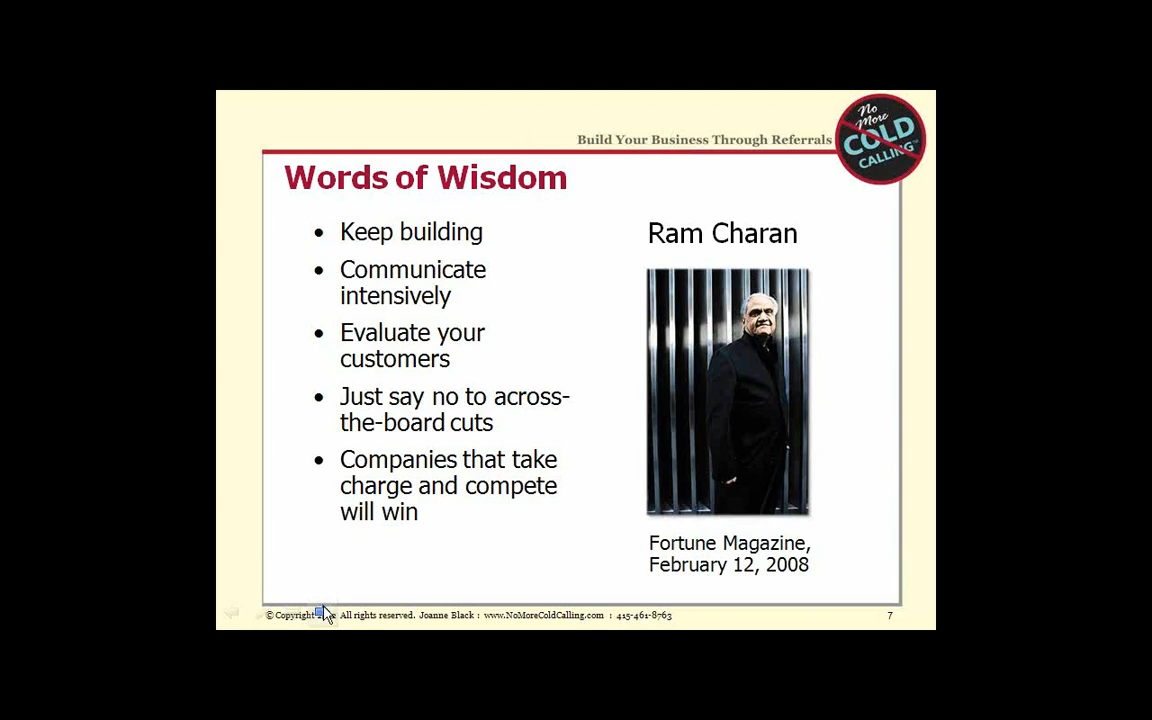 No
More
COLD
CALLING™
Build Your Business Through Referrals
Words of Wisdom
• Keep building
• Communicate
intensively
• Evaluate your
customers
• Just say no to across-
the-board cuts
• Companies that take
charge and compete
will win
Ram Charan
Fortune Magazine,
February 12, 2008
© Copyright All rights reserved. Joanne Black : www.NoMoreColdCalling.com : 415-461-8763
7